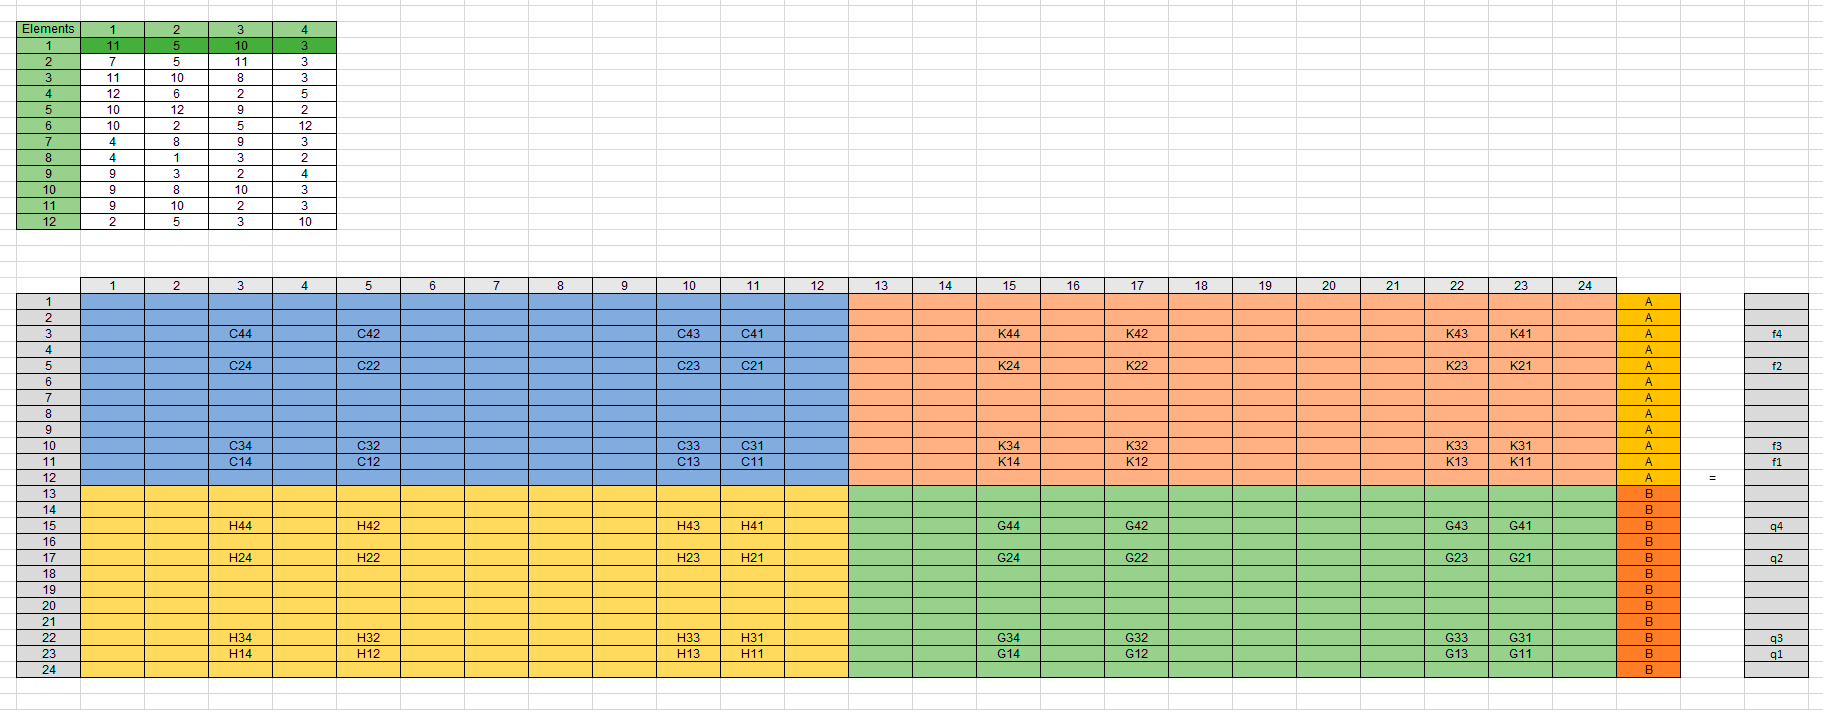 Elements 1 2 3 4
1 11 5 10 3
2 7 5 11 3
3 11 10 8 3
4 12 6 2 5
5 10 12 9 2
6 10 2 5 12
7 4 8 9 3
8 4 1 3 2
9 9 3 2 4
10 9 8 10 3
11 9 10 2 3
12 2 5 3 10
1 2 3 4 5 6 7 8 9 10 11 12 13 14 15 16 17 18 19 20 21 22 23 24
1 A
2 A
3 C44 C42 C43 C41 K44 K42 K43 K41 A f4
4 A
5 C24 C22 C23 C21 K24 K22 K23 K21 A f2
6 A
7 A
8 A
9 A
10 C34 C32 C33 C31 K34 K32 K33 K31 A f3
11 C14 C12 C13 C11 K14 K12 K13 K11 A f1
12 A =
13 B
14 B
15 H44 H42 H43 H41 G44 G42 G43 G41 B q4
16 B
17 H24 H22 H23 H21 G24 G22 G23 G21 B q2
18 B
19 B
20 B
21 B
22 H34 H32 H33 H31 G34 G32 G33 G31 B q3
23 H14 H12 H13 H11 G14 G12 G13 G11 B q1
24 B